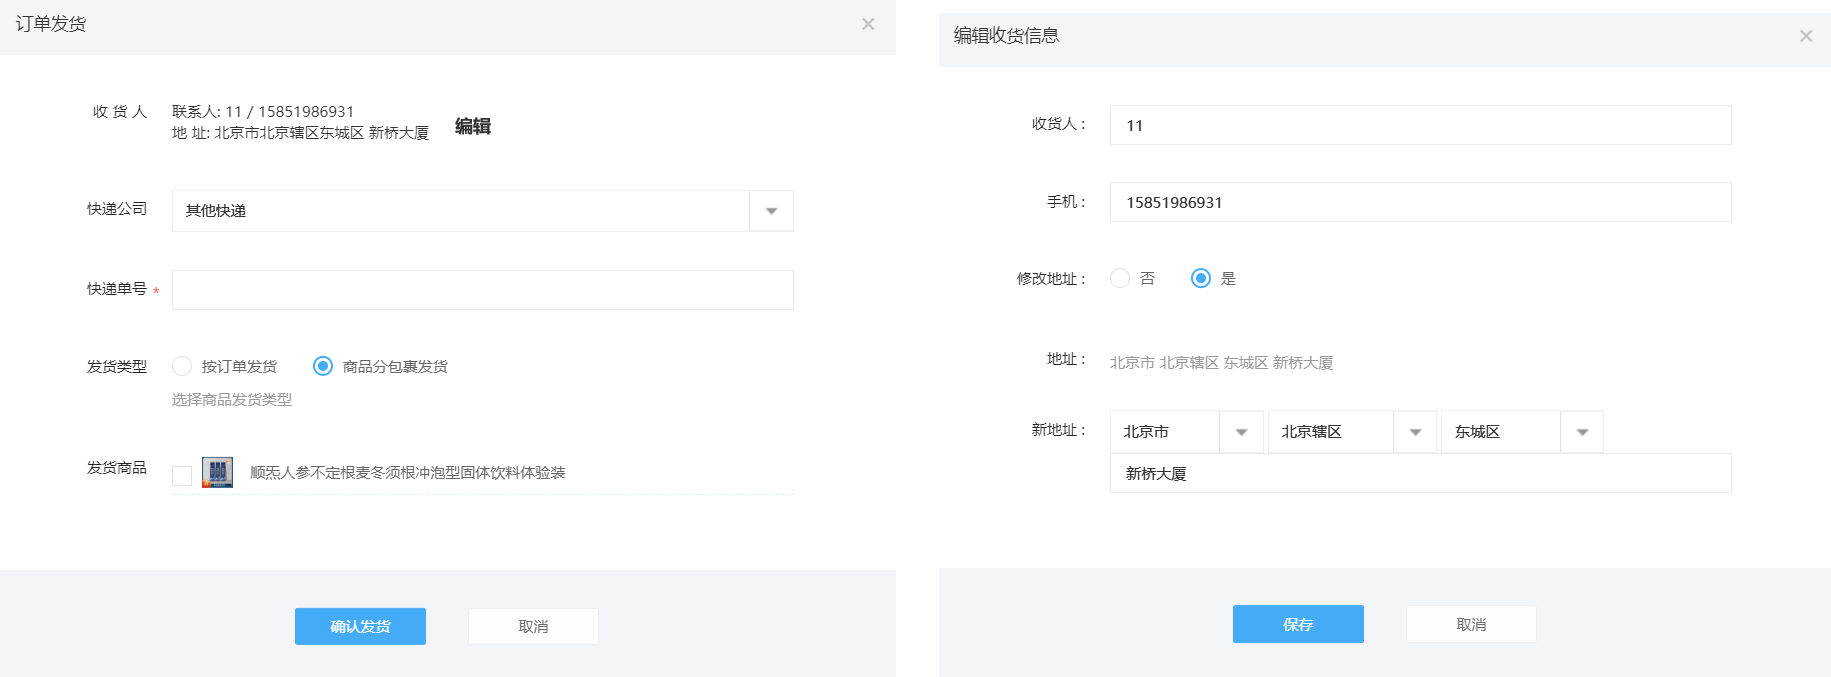 订单发货
收 货 人
联系人: 11 / 15851986931
地 址: 北京市北京辖区东城区 新桥大厦
编辑
快递公司
其他快递
快递单号 *
发货类型
按订单发货
商品分包裹发货
选择商品发货类型
发货商品
顺炁人参不定根麦冬须根冲泡型固体饮料体验装
确认发货
取消
编辑收货信息
收货人：
11
手机：
15851986931
修改地址：
否
是
地址：
北京市 北京辖区 东城区 新桥大厦
新地址：
北京市
北京辖区
东城区
新桥大厦
保存
取消